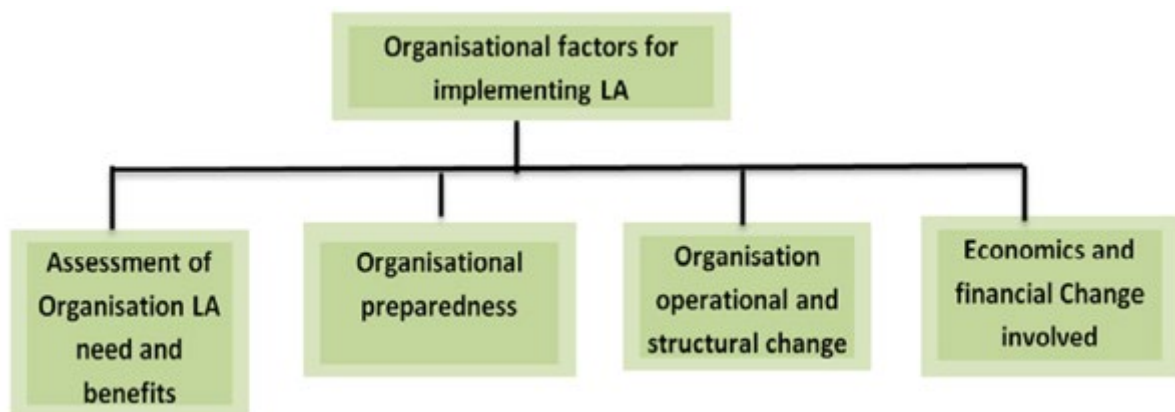 Organisational factors for
implementing LA
Assessment of
Organisation LA
need and
benefits
Organisational
preparedness
Organisation
operational and
structural change
Economics and
financial Change
involved